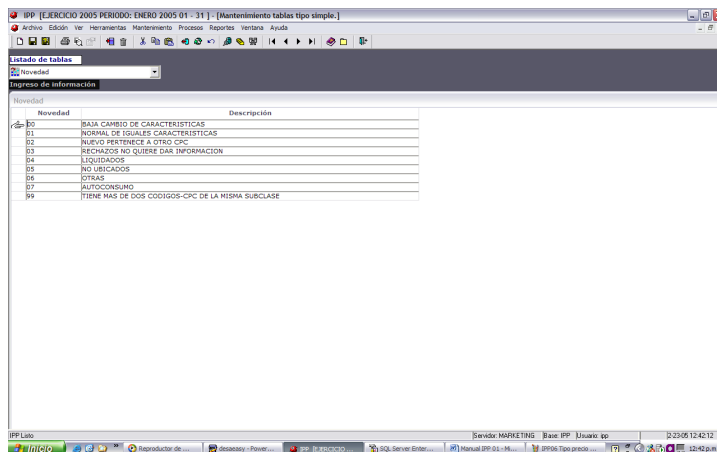 IPP [EJERCICIO 2005 PERIODO: ENERO 2005 01 - 31 ] - [Mantenimiento tablas tipo simple.]
Archivo Edición Ver Herramientas Mantenimiento Procesos Reportes Ventana Ayuda
Listado de tablas
Novedad
Ingreso de información
Novedad
Novedad Descripción
00 BAJA CAMBIO DE CARACTERISTICAS
01 NORMAL DE IGUALES CARACTERISTICAS
02 NUEVO PERTENECE A OTRO CPC
03 RECHAZOS NO QUIERE DAR INFORMACION
04 LIQUIDADOS
05 NO UBICADOS
06 OTRAS
07 AUTOCONSUMO
99 TIENE MAS DE DOS CODIGOS-CPC DE LA MISMA SUBCLASE
IPP Listo Servidor: MARKETING Base: IPP Usuario: ipp 2-23-05 12:42:12
Inicio Reproductor de ... desaeasy - Power... IPP [EJERCICIO ... SQL Server Enter... Manual IPP 01 - Mi... IPP06 Tipo precio ... 12:42 p.m.